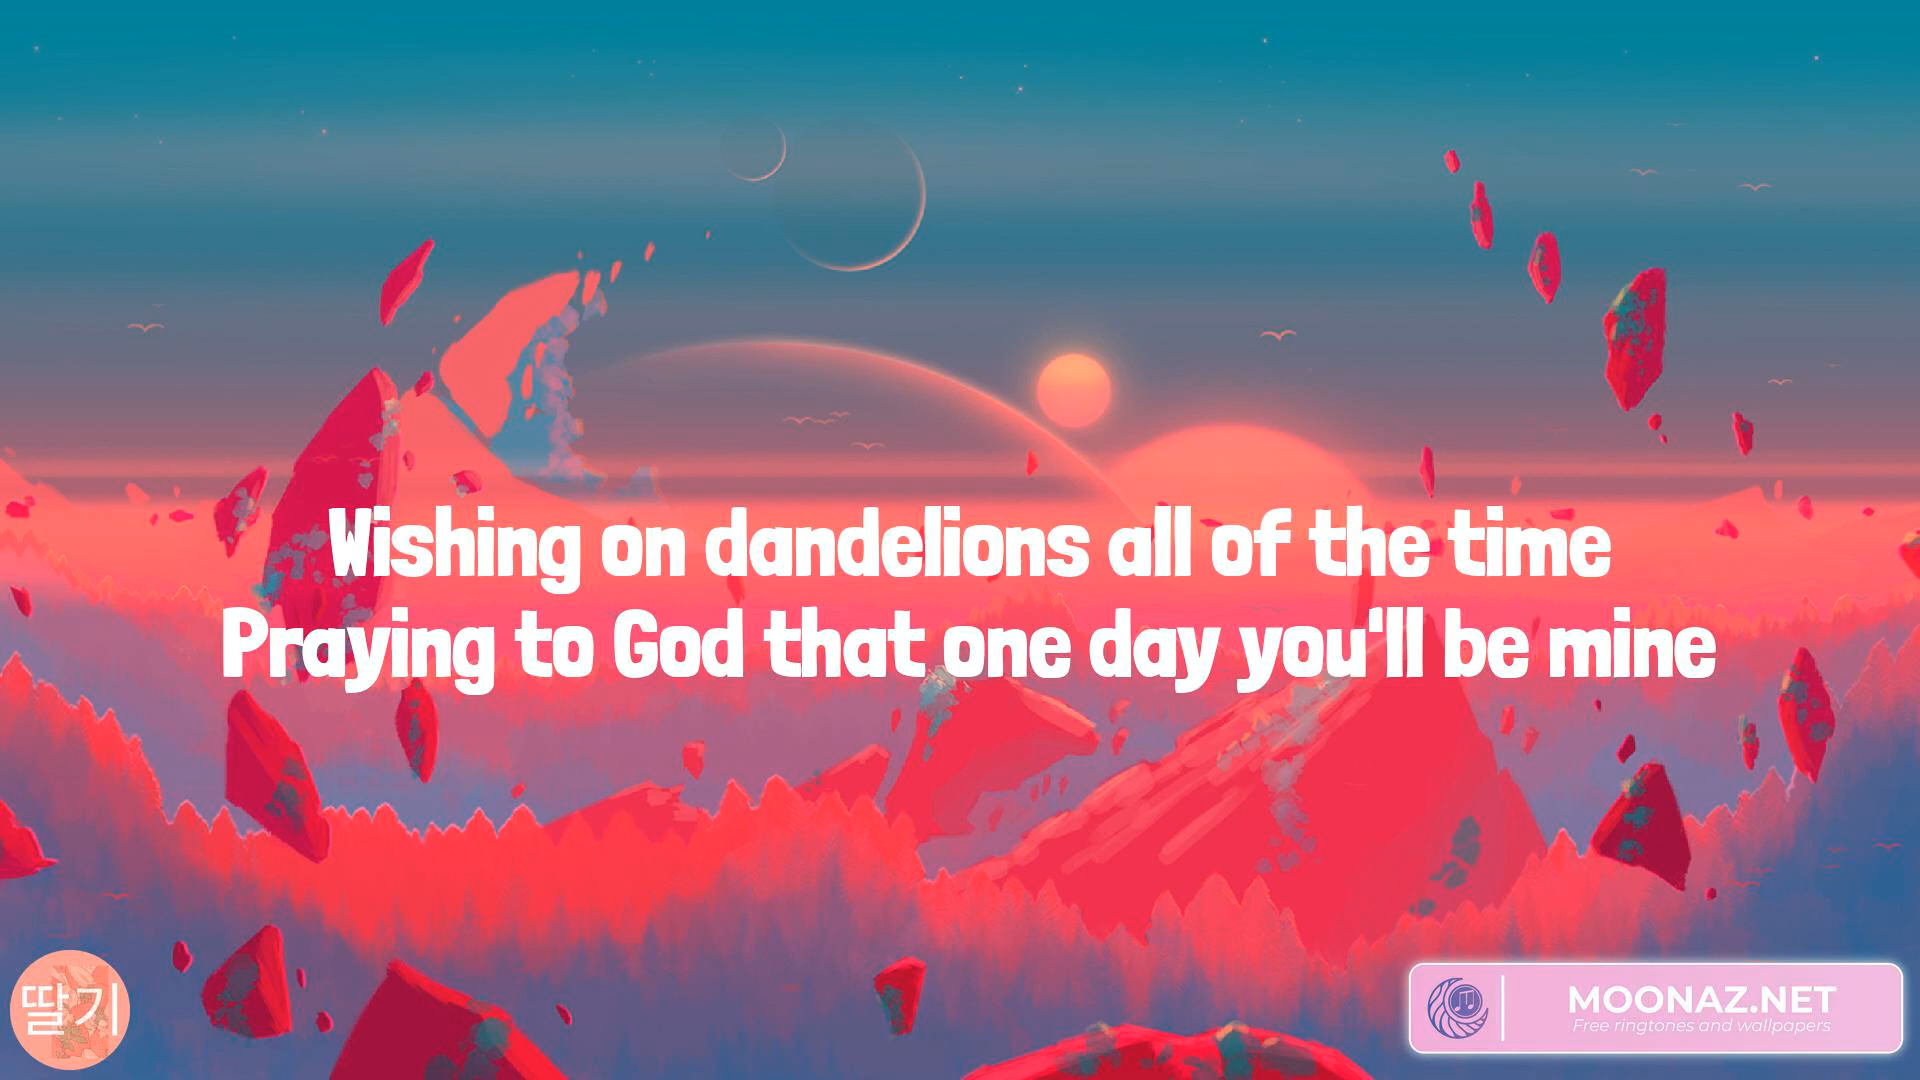 Wishing on dandelions all of the time
Praying to God that one day you'll be mine
딸기
MOONAZ.NET
Free ringtones and wallpapers